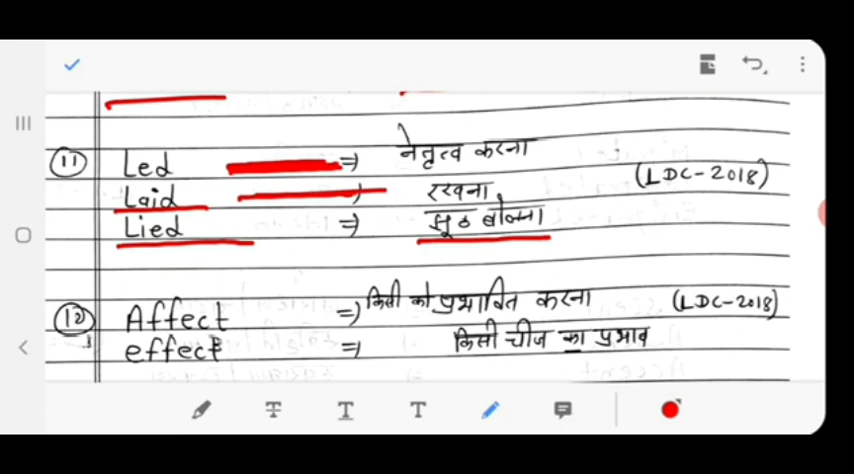 (11) Led ⇒ नेतृत्व करना
Laid रखना (LDC-2018)
Lied ⇒ झूठ बोलना
(12) Affect ⇒ किसी को प्रभावित करना (LDC-2018)
effect ⇒ किसी चीज का प्रभाव
T T T